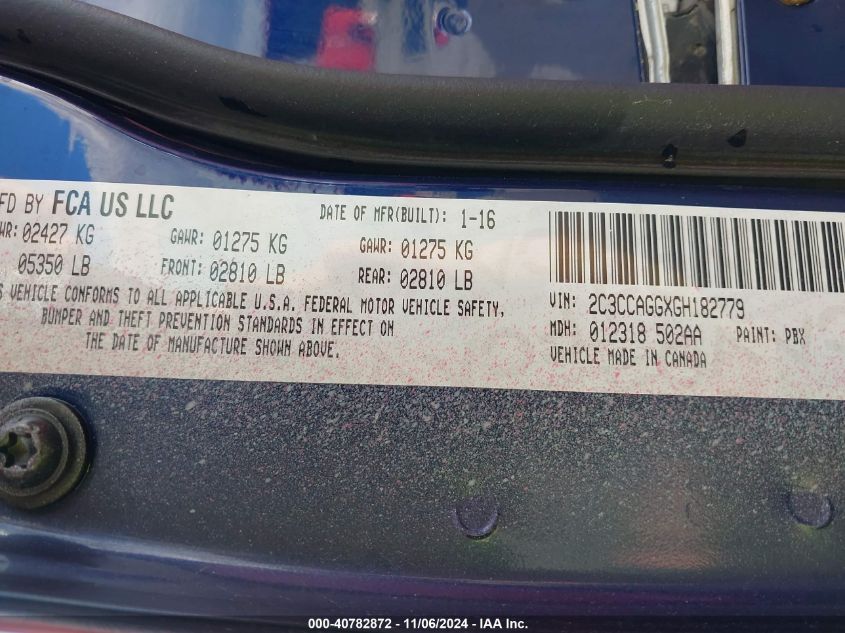 FD BY FCA US LLC DATE OF MFR(BUILT): 1-16
WR: 02427 KG GAWR: 01275 KG GAWR: 01275 KG
05350 LB FRONT: 02810 LB REAR: 02810 LB
S VEHICLE CONFORMS TO ALL APPLICABLE U.S.A. FEDERAL MOTOR VEHICLE SAFETY,
BUMPER AND THEFT PREVENTION STANDARDS IN EFFECT ON
THE DATE OF MANUFACTURE SHOWN ABOVE.
VIN: 2C3CCAGGXGH182779
MDH: 012318 502AA PAINT: PBX
VEHICLE MADE IN CANADA
000-40782872 - 11/06/2024 - IAA Inc.